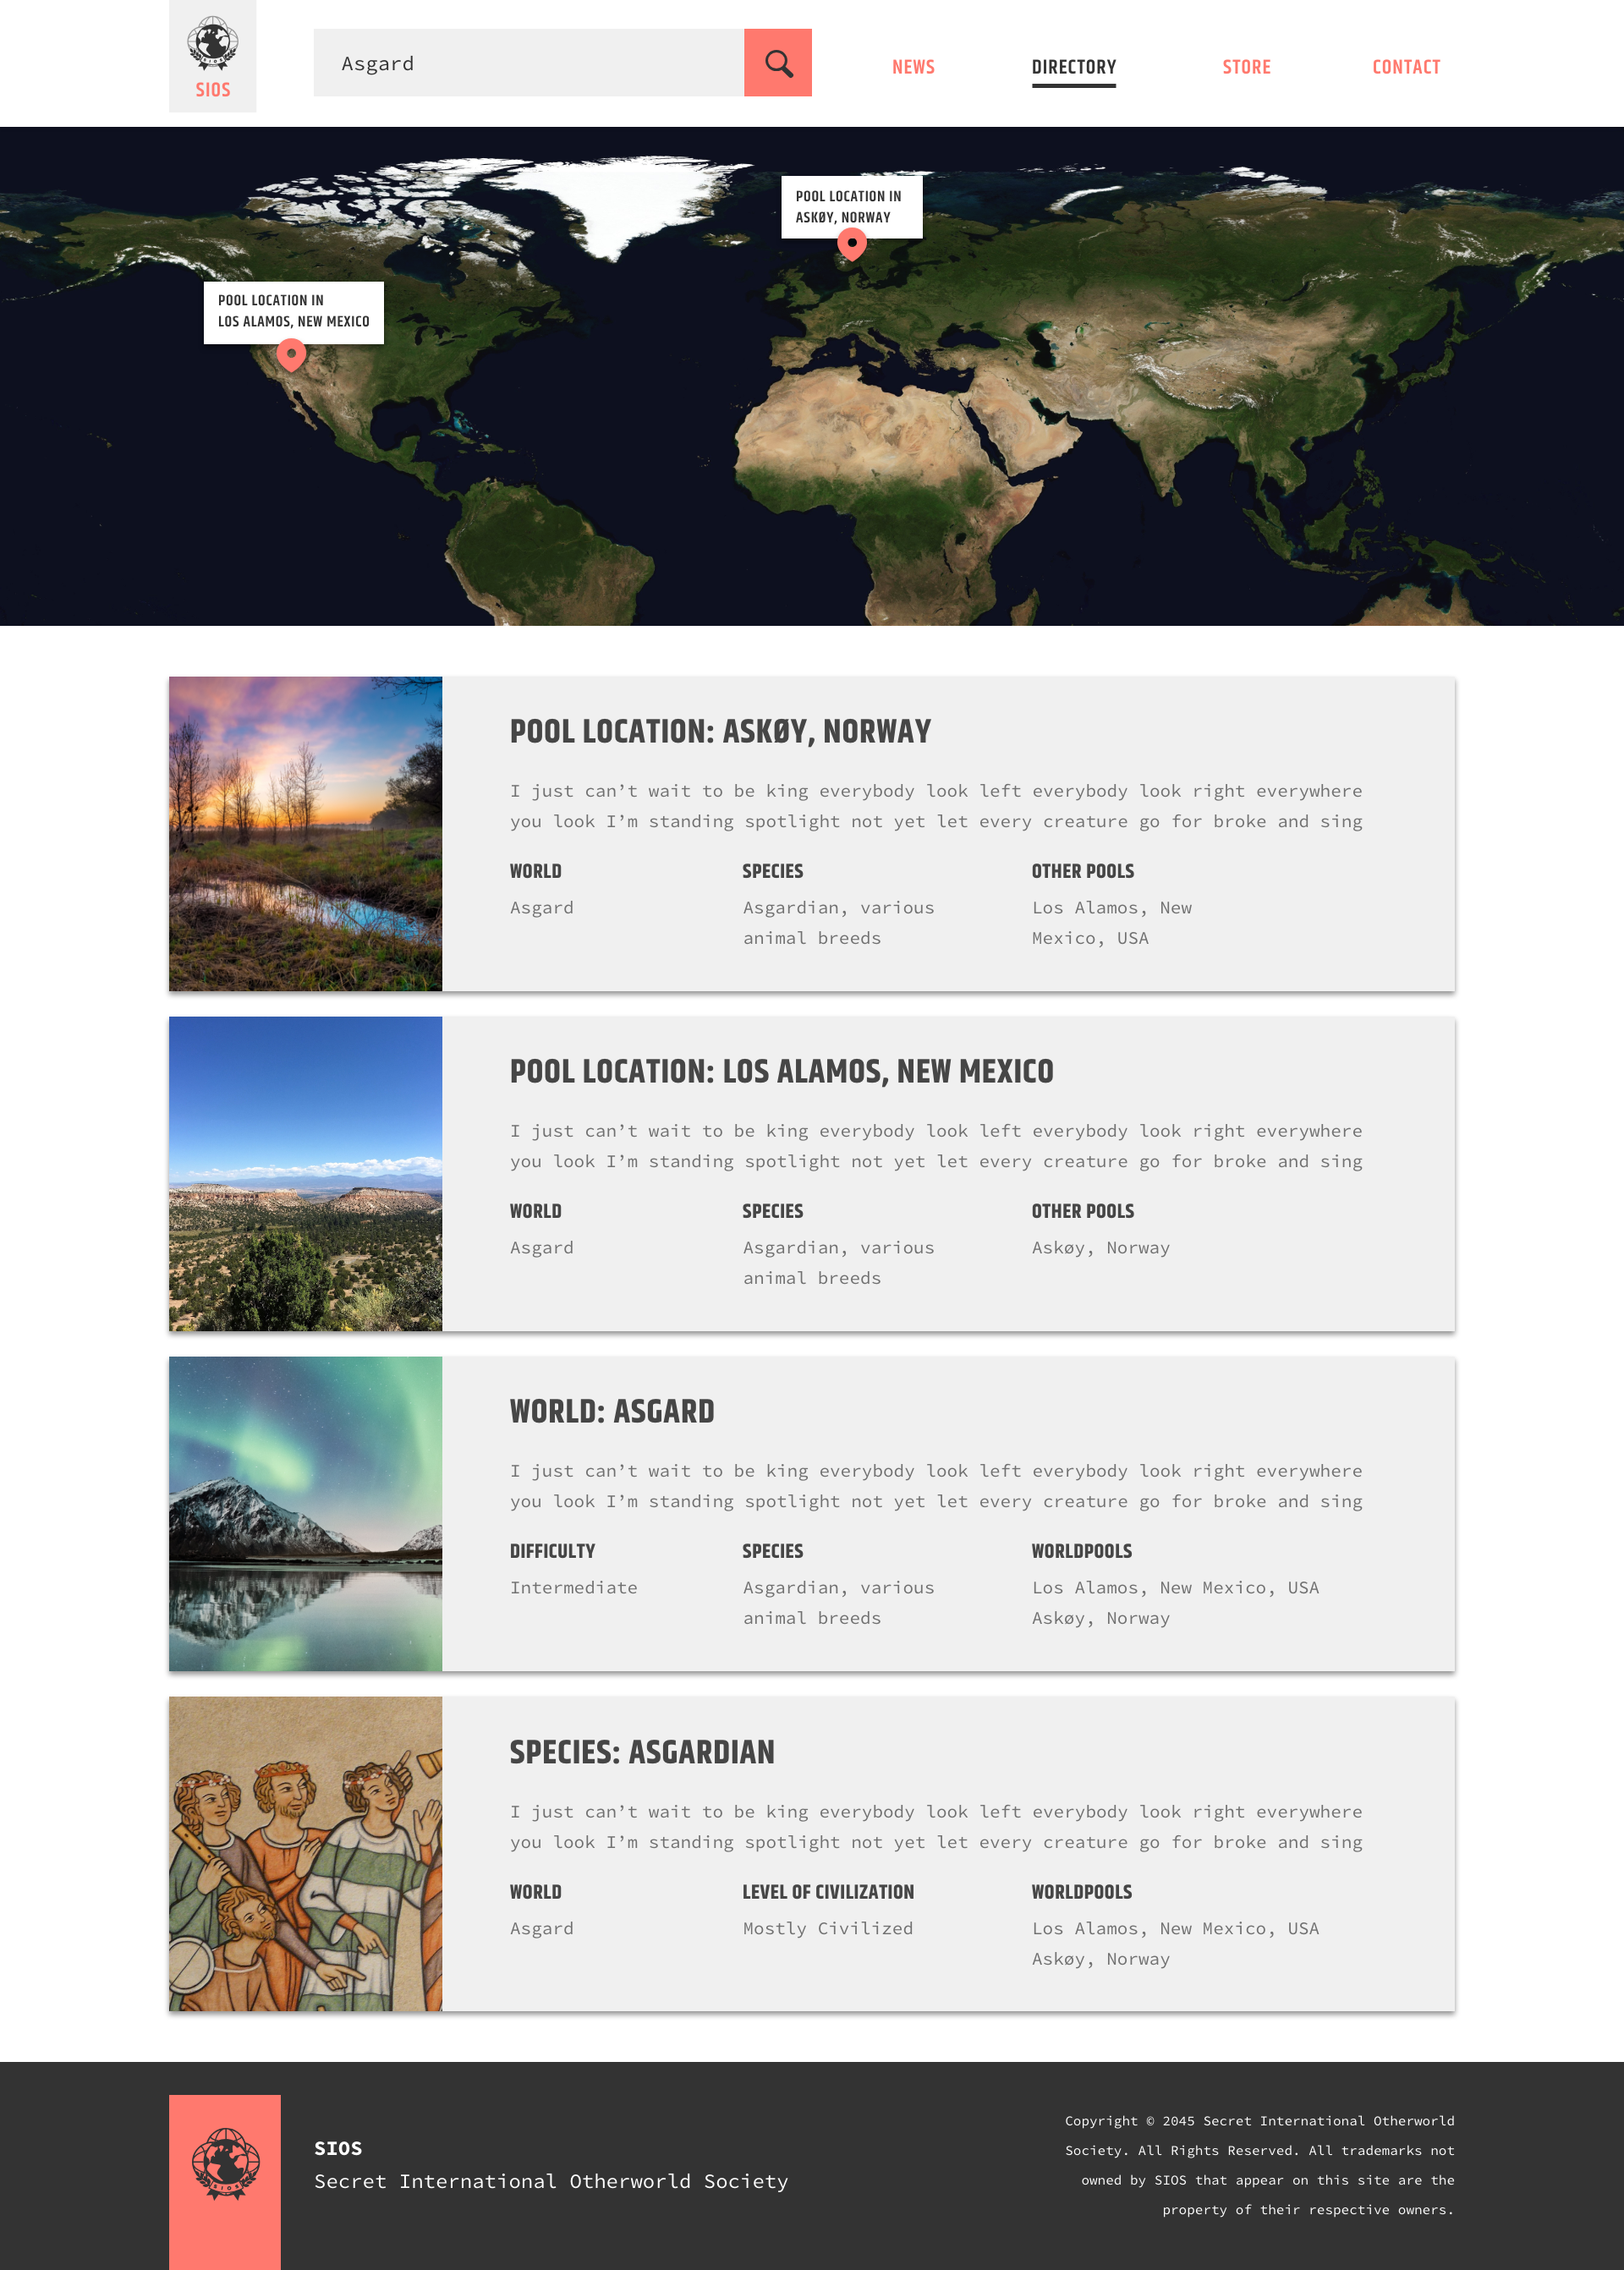 SIOS
Asgard
NEWS
DIRECTORY
STORE
CONTACT
POOL LOCATION IN
ASKØY, NORWAY
POOL LOCATION IN
LOS ALAMOS, NEW MEXICO
POOL LOCATION: ASKØY, NORWAY
I just can’t wait to be king everybody look left everybody look right everywhere
you look I’m standing spotlight not yet let every creature go for broke and sing
WORLD
Asgard
SPECIES
Asgardian, various
animal breeds
OTHER POOLS
Los Alamos, New
Mexico, USA
POOL LOCATION: LOS ALAMOS, NEW MEXICO
I just can’t wait to be king everybody look left everybody look right everywhere
you look I’m standing spotlight not yet let every creature go for broke and sing
WORLD
Asgard
SPECIES
Asgardian, various
animal breeds
OTHER POOLS
Askøy, Norway
WORLD: ASGARD
I just can’t wait to be king everybody look left everybody look right everywhere
you look I’m standing spotlight not yet let every creature go for broke and sing
DIFFICULTY
Intermediate
SPECIES
Asgardian, various
animal breeds
WORLDPOOLS
Los Alamos, New Mexico, USA
Askøy, Norway
SPECIES: ASGARDIAN
I just can’t wait to be king everybody look left everybody look right everywhere
you look I’m standing spotlight not yet let every creature go for broke and sing
WORLD
Asgard
LEVEL OF CIVILIZATION
Mostly Civilized
WORLDPOOLS
Los Alamos, New Mexico, USA
Askøy, Norway
SIOS
SIOS
Secret International Otherworld Society
Copyright © 2045 Secret International Otherworld
Society. All Rights Reserved. All trademarks not
owned by SIOS that appear on this site are the
property of their respective owners.